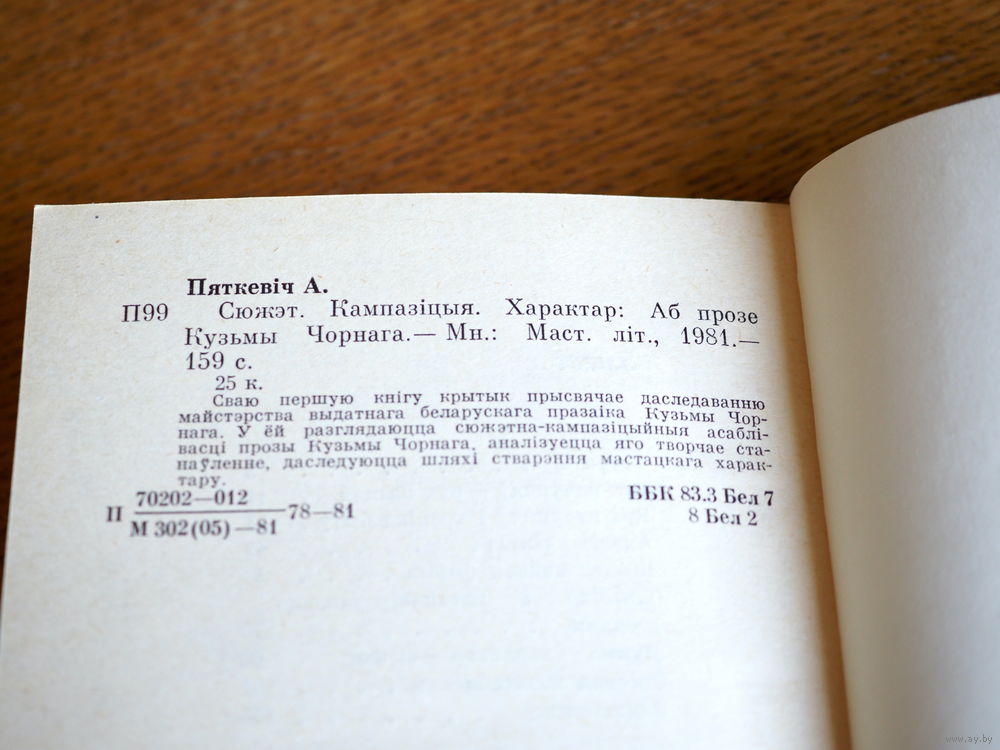 Пяткевіч А.
П99 Сюжэт. Кампазіцыя. Характар: Аб прозе
Кузьмы Чорнага.— Мн.: Маст. літ., 1981.—
159 с.
25 к.
Сваю першую кнігу крытык прысвячае даследаванню
майстэрства выдатнага беларускага празаіка Кузьмы Чор-
нага. У ёй разглядаюцца сюжэтна-кампазіцыйныя асаблі-
васці прозы Кузьмы Чорнага, аналізуецца яго творчае ста-
наўленне, даследуюцца шляхі стварэння мастацкага харак-
тару.
П 70202—012
М 302(05)—81
78—81
ББК 83.3 Бел 7
8 Бел 2
www.ay.by